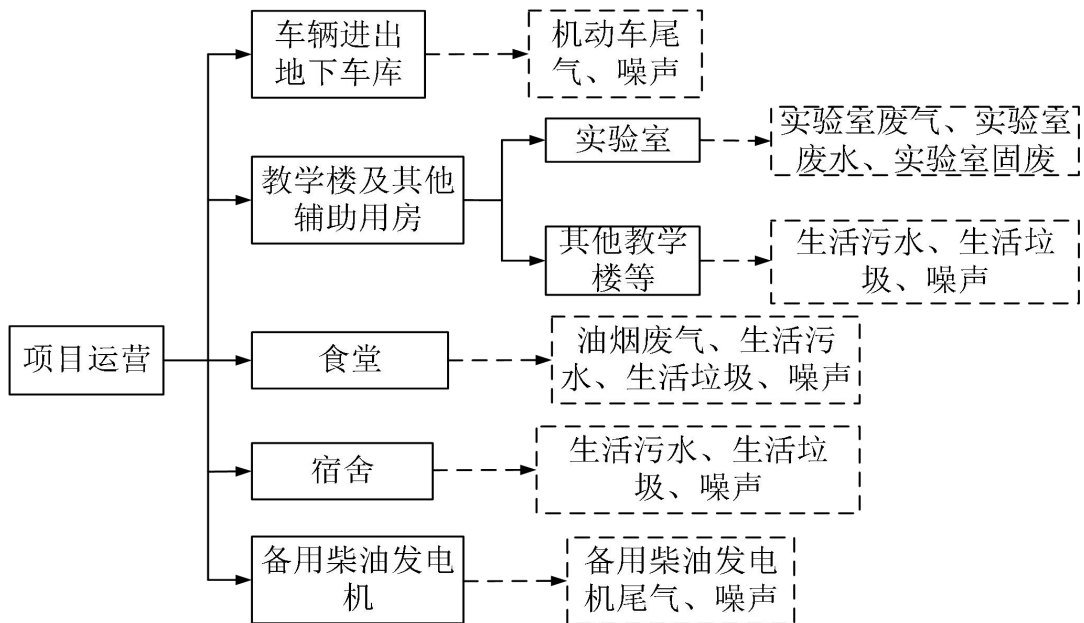 车辆进出
地下车库
机动车尾
气、噪声
教学楼及其他
辅助用房
实验室
实验室废气、实验室
废水、实验室固废
其他教学
楼等
生活污水、生活垃
圾、噪声
项目运营
食堂
油烟废气、生活污
水、生活垃圾、噪声
宿舍
生活污水、生活垃
圾、噪声
备用柴油发电
机
备用柴油发电
机尾气、噪声